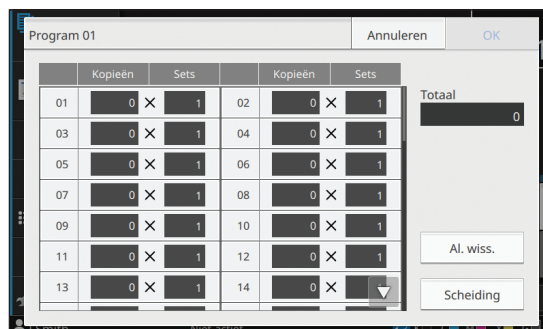 Program 01 Annuleren OK
Kopieën Sets Kopieën Sets
Totaal
0
01 0 X 1 02 0 X 1
03 0 X 1 04 0 X 1
05 0 X 1 06 0 X 1
07 0 X 1 08 0 X 1
09 0 X 1 10 0 X 1
11 0 X 1 12 0 X 1
Al. wiss.
13 0 X 1 14 0 X
Scheiding